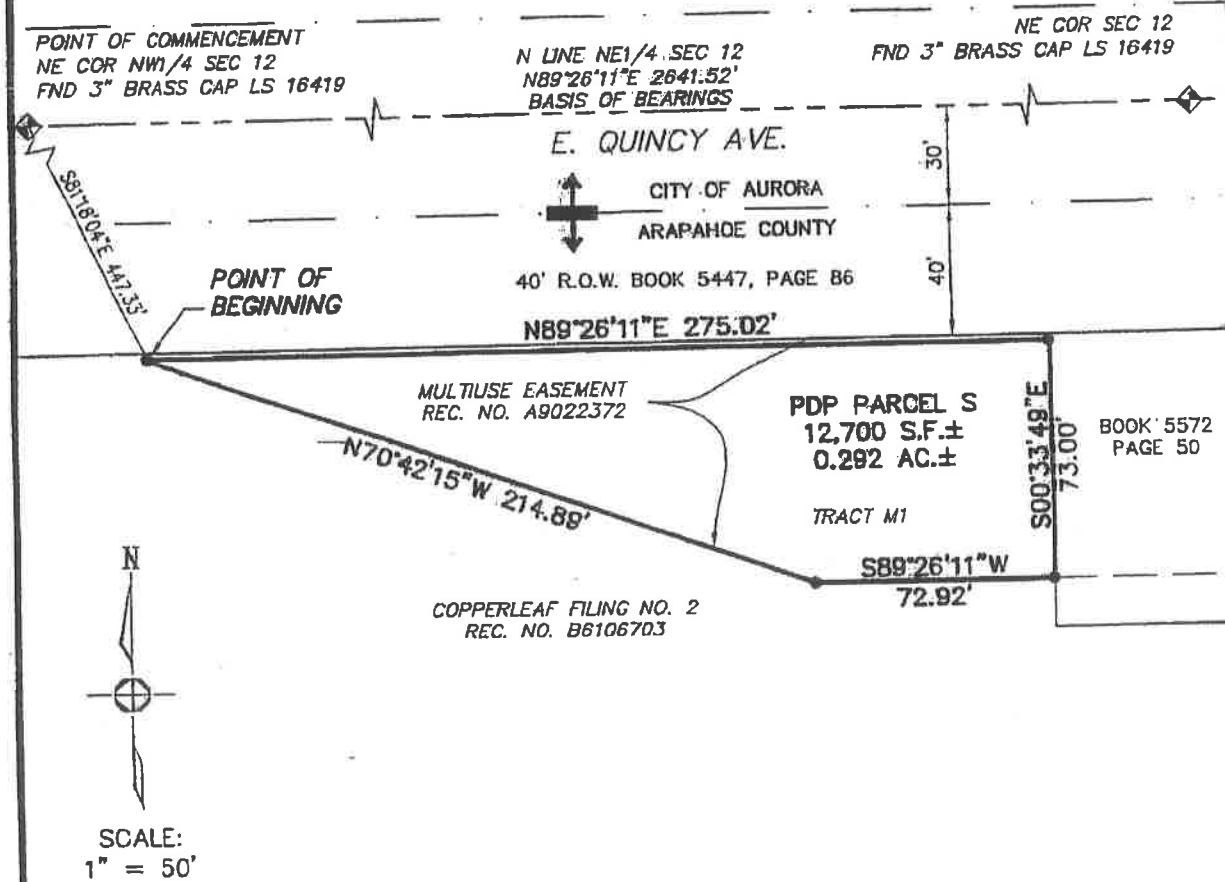 POINT OF COMMENCEMENT
NE COR NW1/4 SEC 12
FND 3" BRASS CAP LS 16419
N LINE NE1/4 SEC 12
N89°26'11"E 2641.52'
BASIS OF BEARINGS
NE COR SEC 12
FND 3" BRASS CAP LS 16419
E. QUINCY AVE.
30'
CITY OF AURORA
ARAPAHOE COUNTY
40'
S81°18'04"E 447.33'
POINT OF
BEGINNING
40' R.O.W. BOOK 5447, PAGE 86
N89°26'11"E 275.02'
MULTIUSE EASEMENT
REC. NO. A9022372
PDP PARCEL S
12,700 S.F.±
0.292 AC.±
TRACT M1
S00°33'49"E
73.00'
BOOK 5572
PAGE 50
N70°42'15"W 214.89'
S89°26'11"W
72.92'
COPPERLEAF FILING NO. 2
REC. NO. B6106703
N
SCALE:
1" = 50'